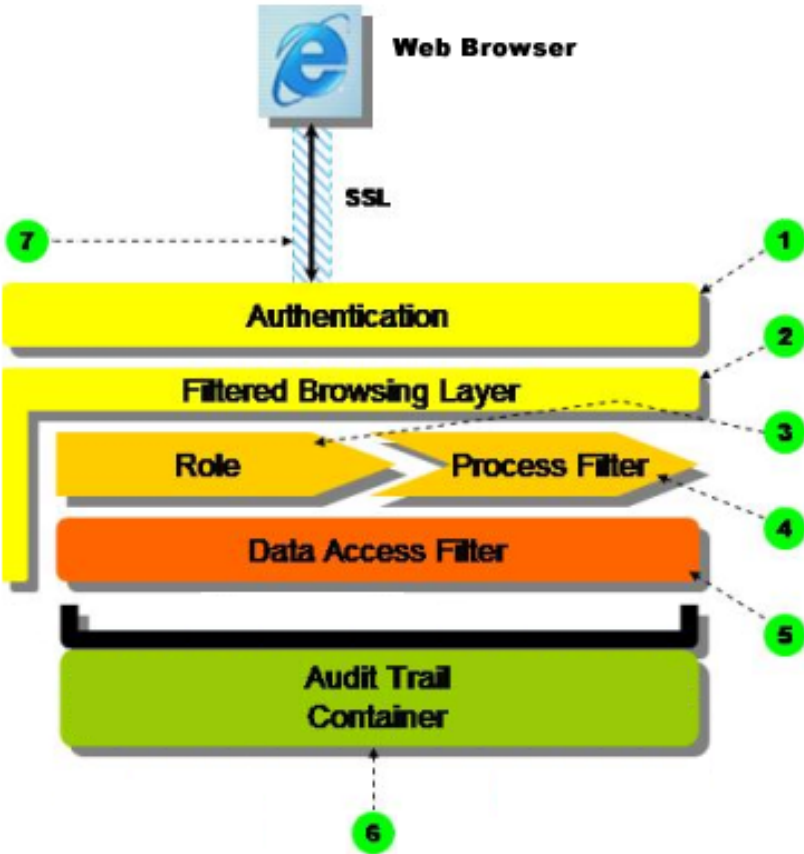 Web Browser
SSL
7
1
Authentication
2
Filtered Browsing Layer
3
Role
Process Filter
4
Data Access Filter
5
Audit Trail
Container
6